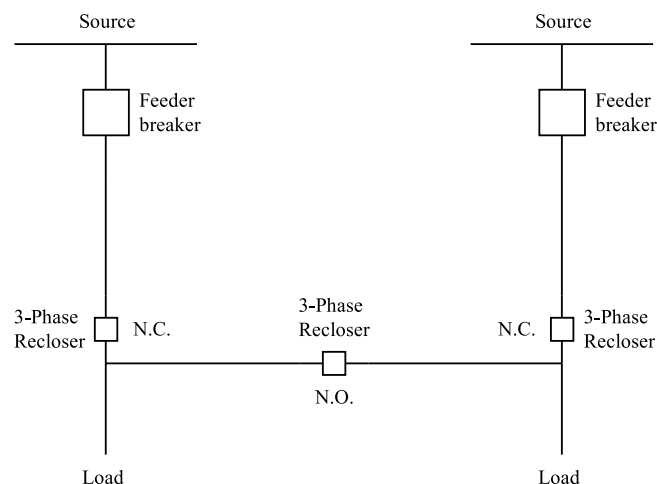 Source
Source
Feeder
breaker
Feeder
breaker
3-Phase
Recloser
N.C.
3-Phase
Recloser
N.O.
N.C.
3-Phase
Recloser
Load
Load